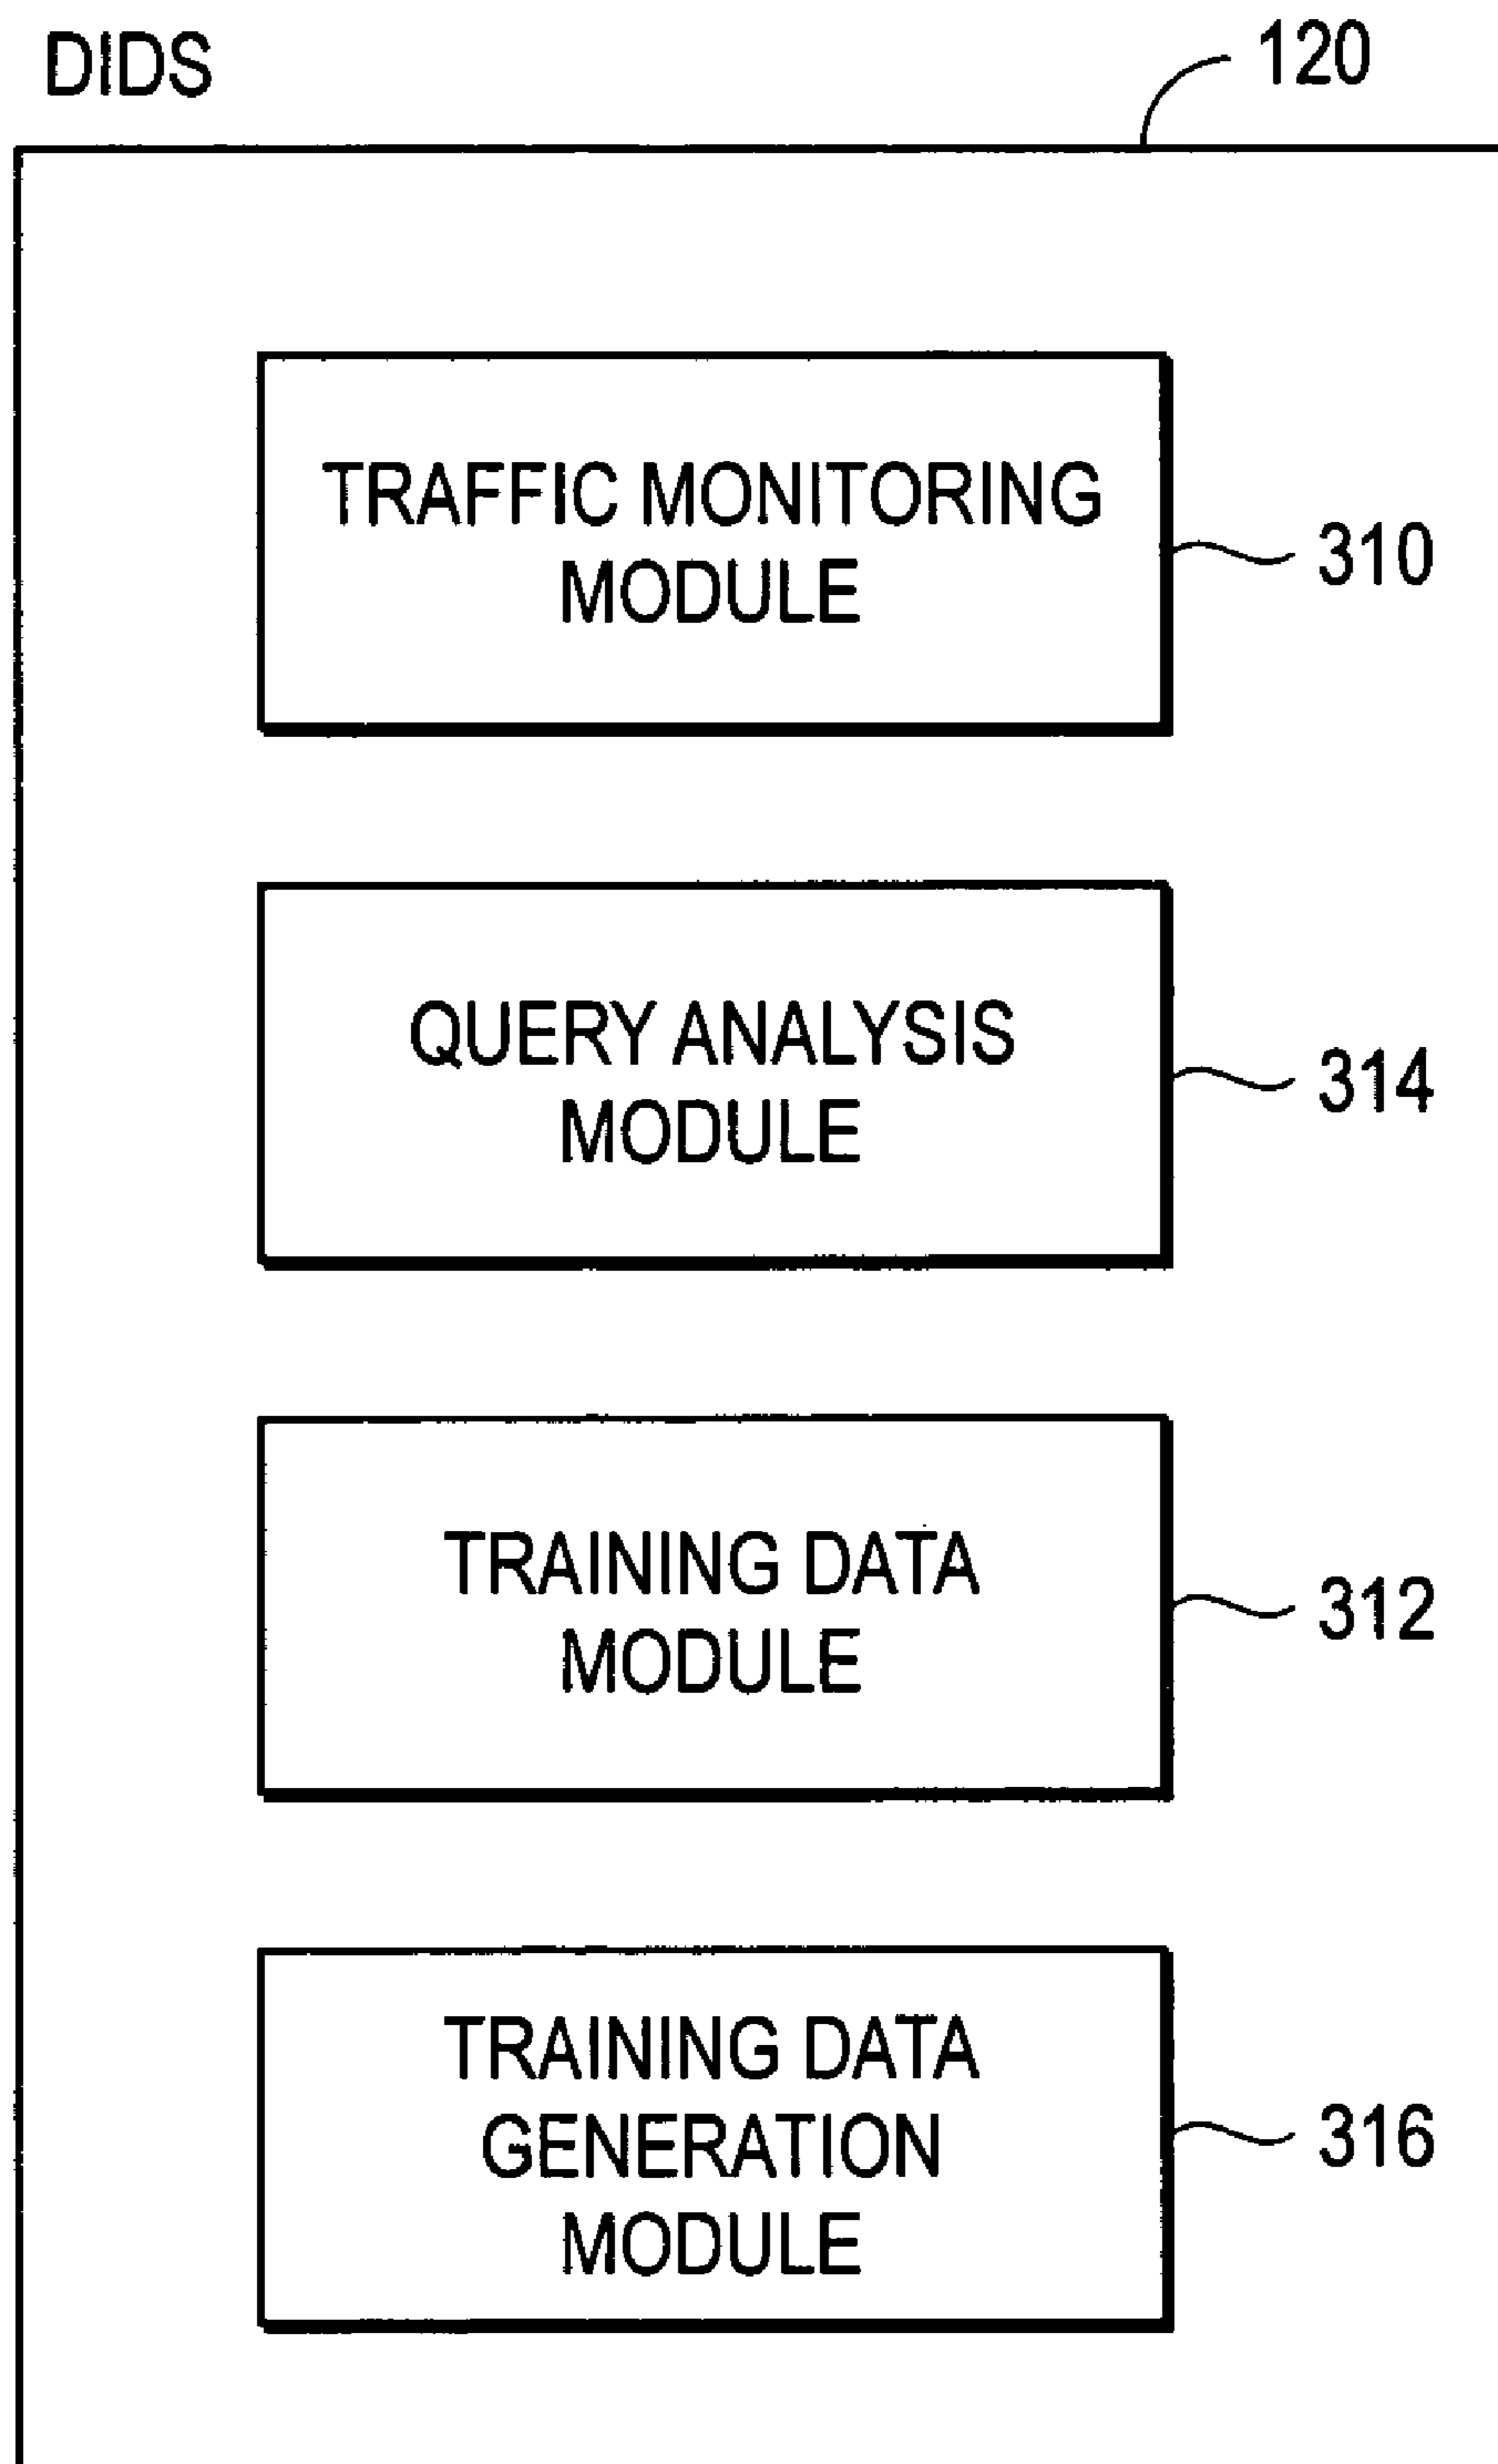 DIDS
120
TRAFFIC MONITORING
MODULE
310
QUERY ANALYSIS
MODULE
314
TRAINING DATA
MODULE
312
TRAINING DATA
GENERATION
MODULE
316